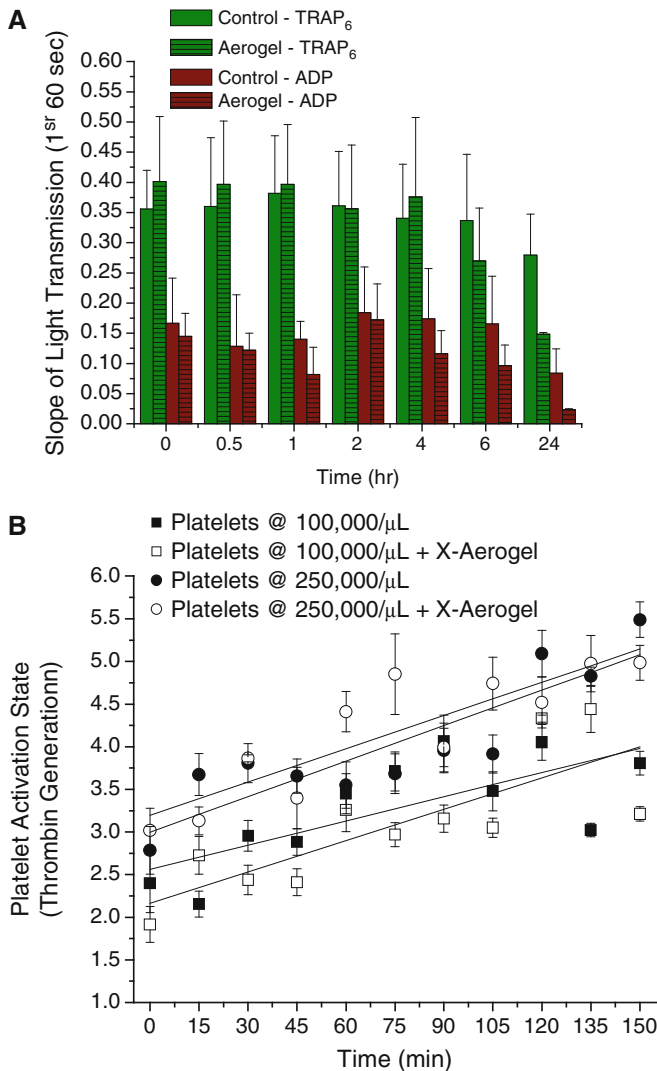 A
Control - TRAP6
Aerogel - TRAP6
Control - ADP
Aerogel - ADP
Slope of Light Transmission (1sr 60 sec)
0.60
0.55
0.50
0.45
0.40
0.35
0.30
0.25
0.20
0.15
0.10
0.05
0.00
0 0.5 1 2 4 6 24
Time (hr)
B
Platelets @ 100,000/μL
Platelets @ 100,000/μL + X-Aerogel
Platelets @ 250,000/μL
Platelets @ 250,000/μL + X-Aerogel
Platelet Activation State
(Thrombin Generationn)
6.0
5.5
5.0
4.5
4.0
3.5
3.0
2.5
2.0
1.5
1.0
0 15 30 45 60 75 90 105 120 135 150
Time (min)